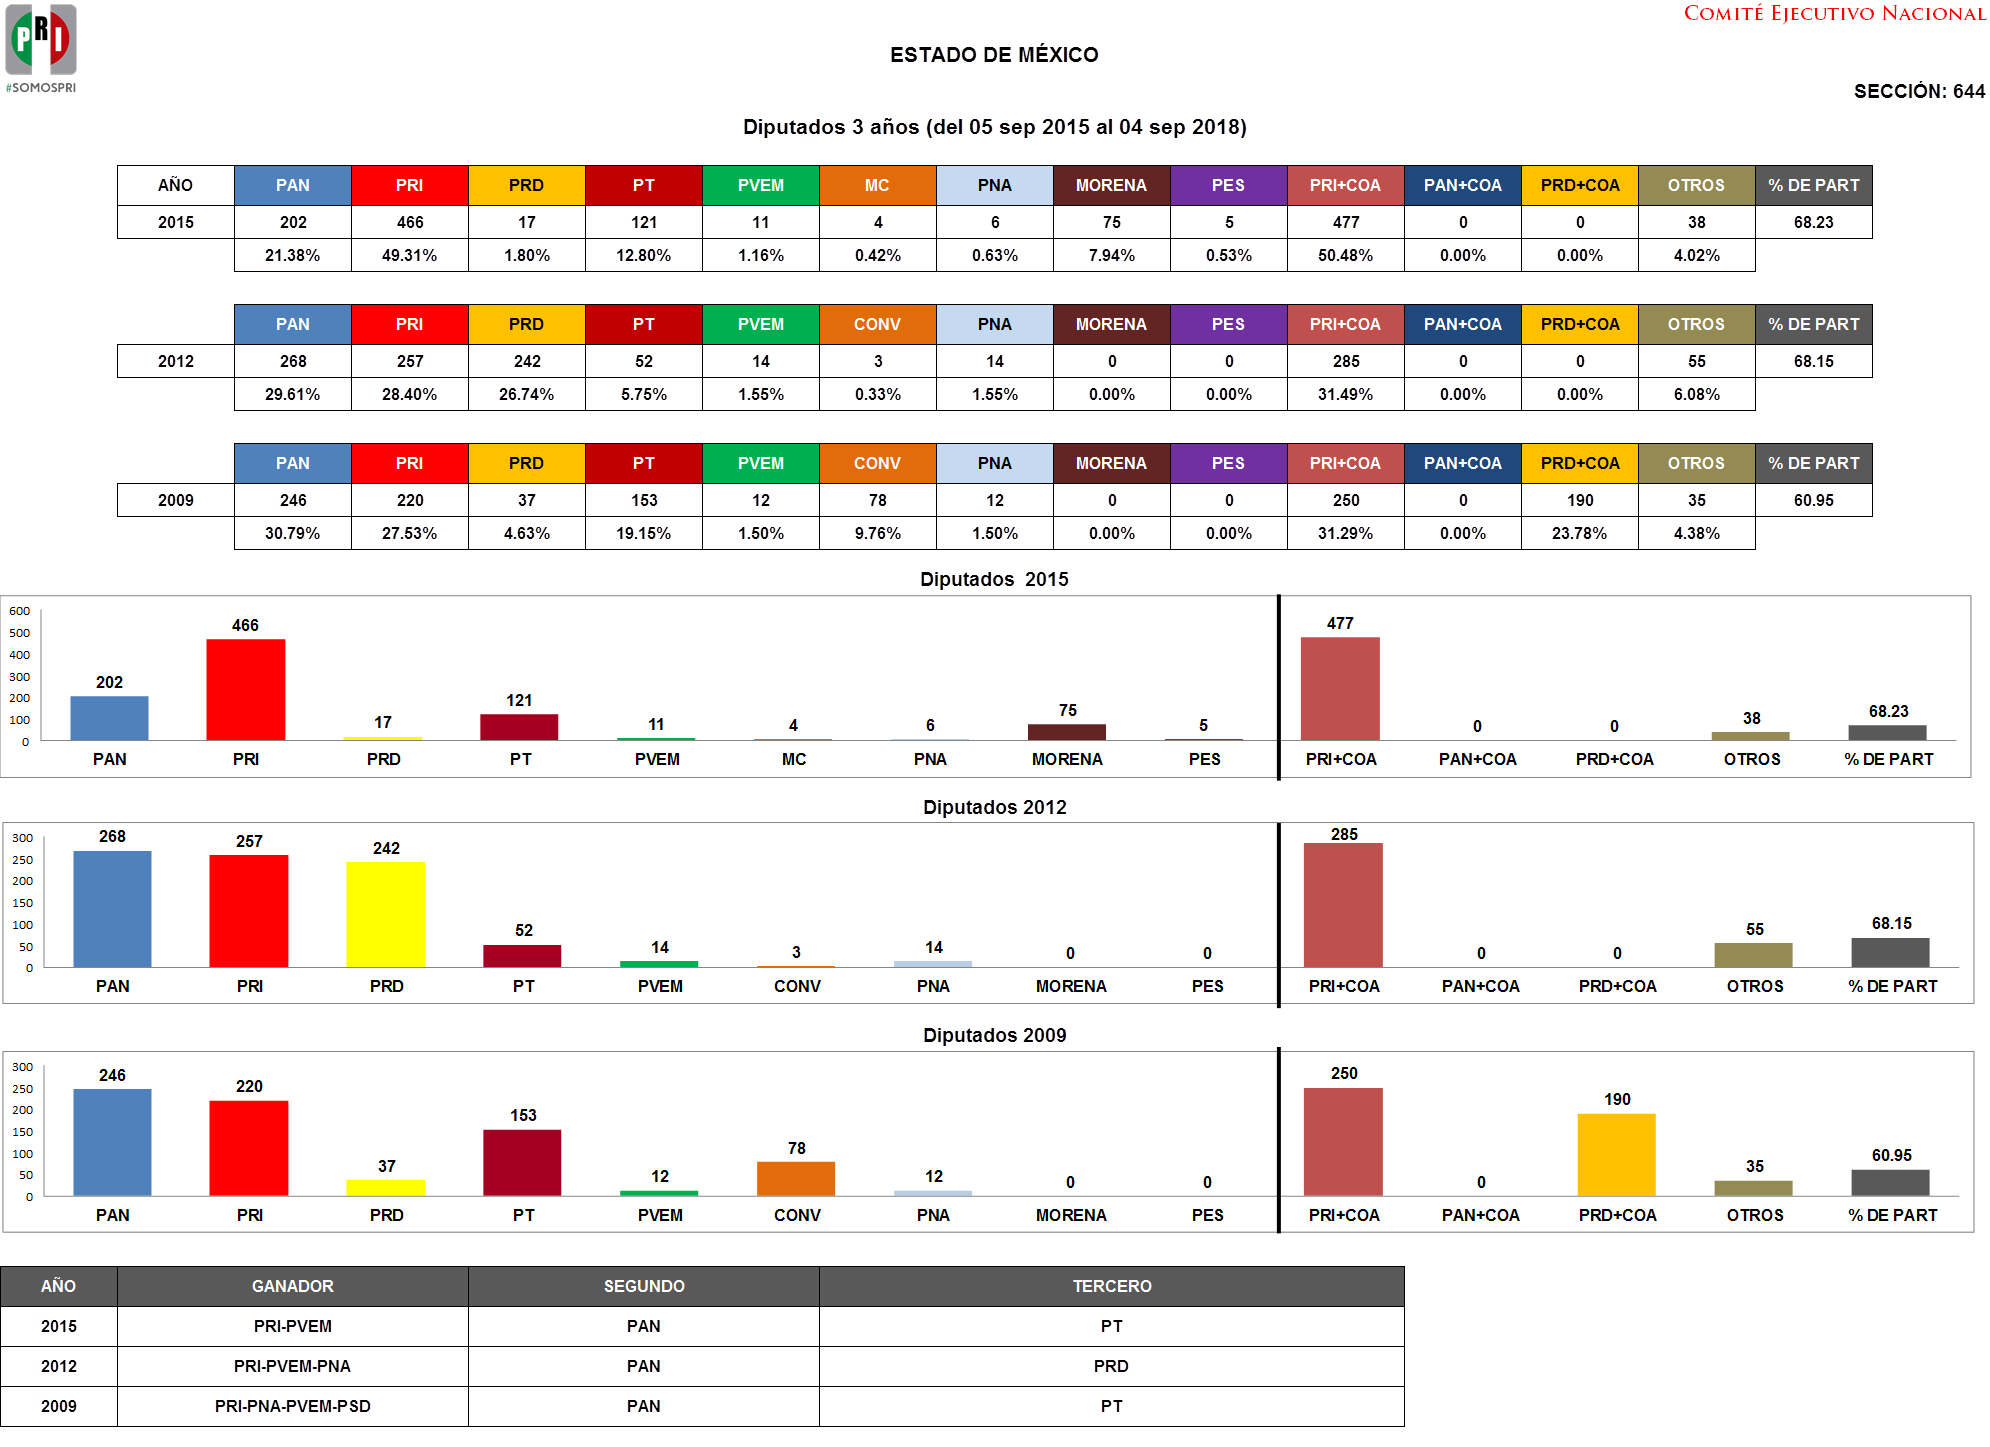 PRI
#SOMOSPRI
COMITÉ EJECUTIVO NACIONAL
ESTADO DE MÉXICO
SECCIÓN: 644
Diputados 3 años (del 05 sep 2015 al 04 sep 2018)
AÑO PAN PRI PRD PT PVEM MC PNA MORENA PES PRI+COA PAN+COA PRD+COA OTROS % DE PART
2015 202 466 17 121 11 4 6 75 5 477 0 0 38 68.23
21.38% 49.31% 1.80% 12.80% 1.16% 0.42% 0.63% 7.94% 0.53% 50.48% 0.00% 0.00% 4.02%
PAN PRI PRD PT PVEM CONV PNA MORENA PES PRI+COA PAN+COA PRD+COA OTROS % DE PART
2012 268 257 242 52 14 3 14 0 0 285 0 0 55 68.15
29.61% 28.40% 26.74% 5.75% 1.55% 0.33% 1.55% 0.00% 0.00% 31.49% 0.00% 0.00% 6.08%
PAN PRI PRD PT PVEM CONV PNA MORENA PES PRI+COA PAN+COA PRD+COA OTROS % DE PART
2009 246 220 37 153 12 78 12 0 0 250 0 190 35 60.95
30.79% 27.53% 4.63% 19.15% 1.50% 9.76% 1.50% 0.00% 0.00% 31.29% 0.00% 23.78% 4.38%
Diputados 2015
600
500
400
300
200
100
0
202 466 17 121 11 4 6 75 5 477 0 0 38 68.23
PAN PRI PRD PT PVEM MC PNA MORENA PES PRI+COA PAN+COA PRD+COA OTROS % DE PART
Diputados 2012
300
250
200
150
100
50
0
268 257 242 52 14 3 14 0 0 285 0 0 55 68.15
PAN PRI PRD PT PVEM CONV PNA MORENA PES PRI+COA PAN+COA PRD+COA OTROS % DE PART
Diputados 2009
300
250
200
150
100
50
0
246 220 37 153 12 78 12 0 0 250 0 190 35 60.95
PAN PRI PRD PT PVEM CONV PNA MORENA PES PRI+COA PAN+COA PRD+COA OTROS % DE PART
AÑO GANADOR SEGUNDO TERCERO
2015 PRI-PVEM PAN PT
2012 PRI-PVEM-PNA PAN PRD
2009 PRI-PNA-PVEM-PSD PAN PT